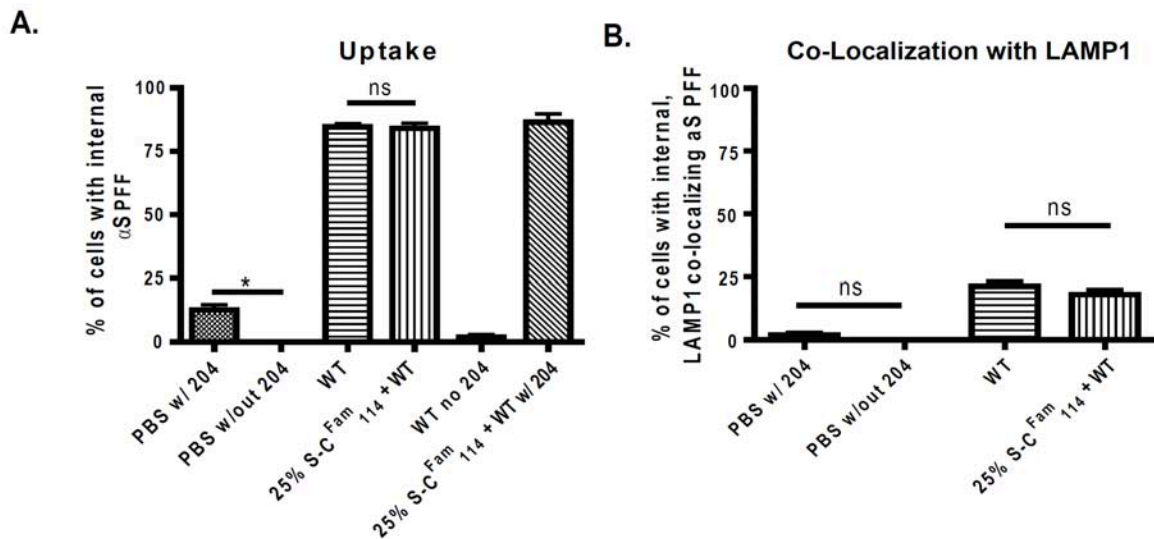 A.
Uptake
% of cells with internal
αS PFF
100
75
50
25
0
*
ns
PBS w/ 204
PBS w/out 204
WT
25% S-C Fam 114 + WT
WT no 204
25% S-C Fam 114 + WT w/ 204
B.
Co-Localization with LAMP1
% of cells with internal,
LAMP1 co-localizing aS PFF
100
75
50
25
0
ns
ns
PBS w/ 204
PBS w/out 204
WT
25% S-C Fam 114 + WT